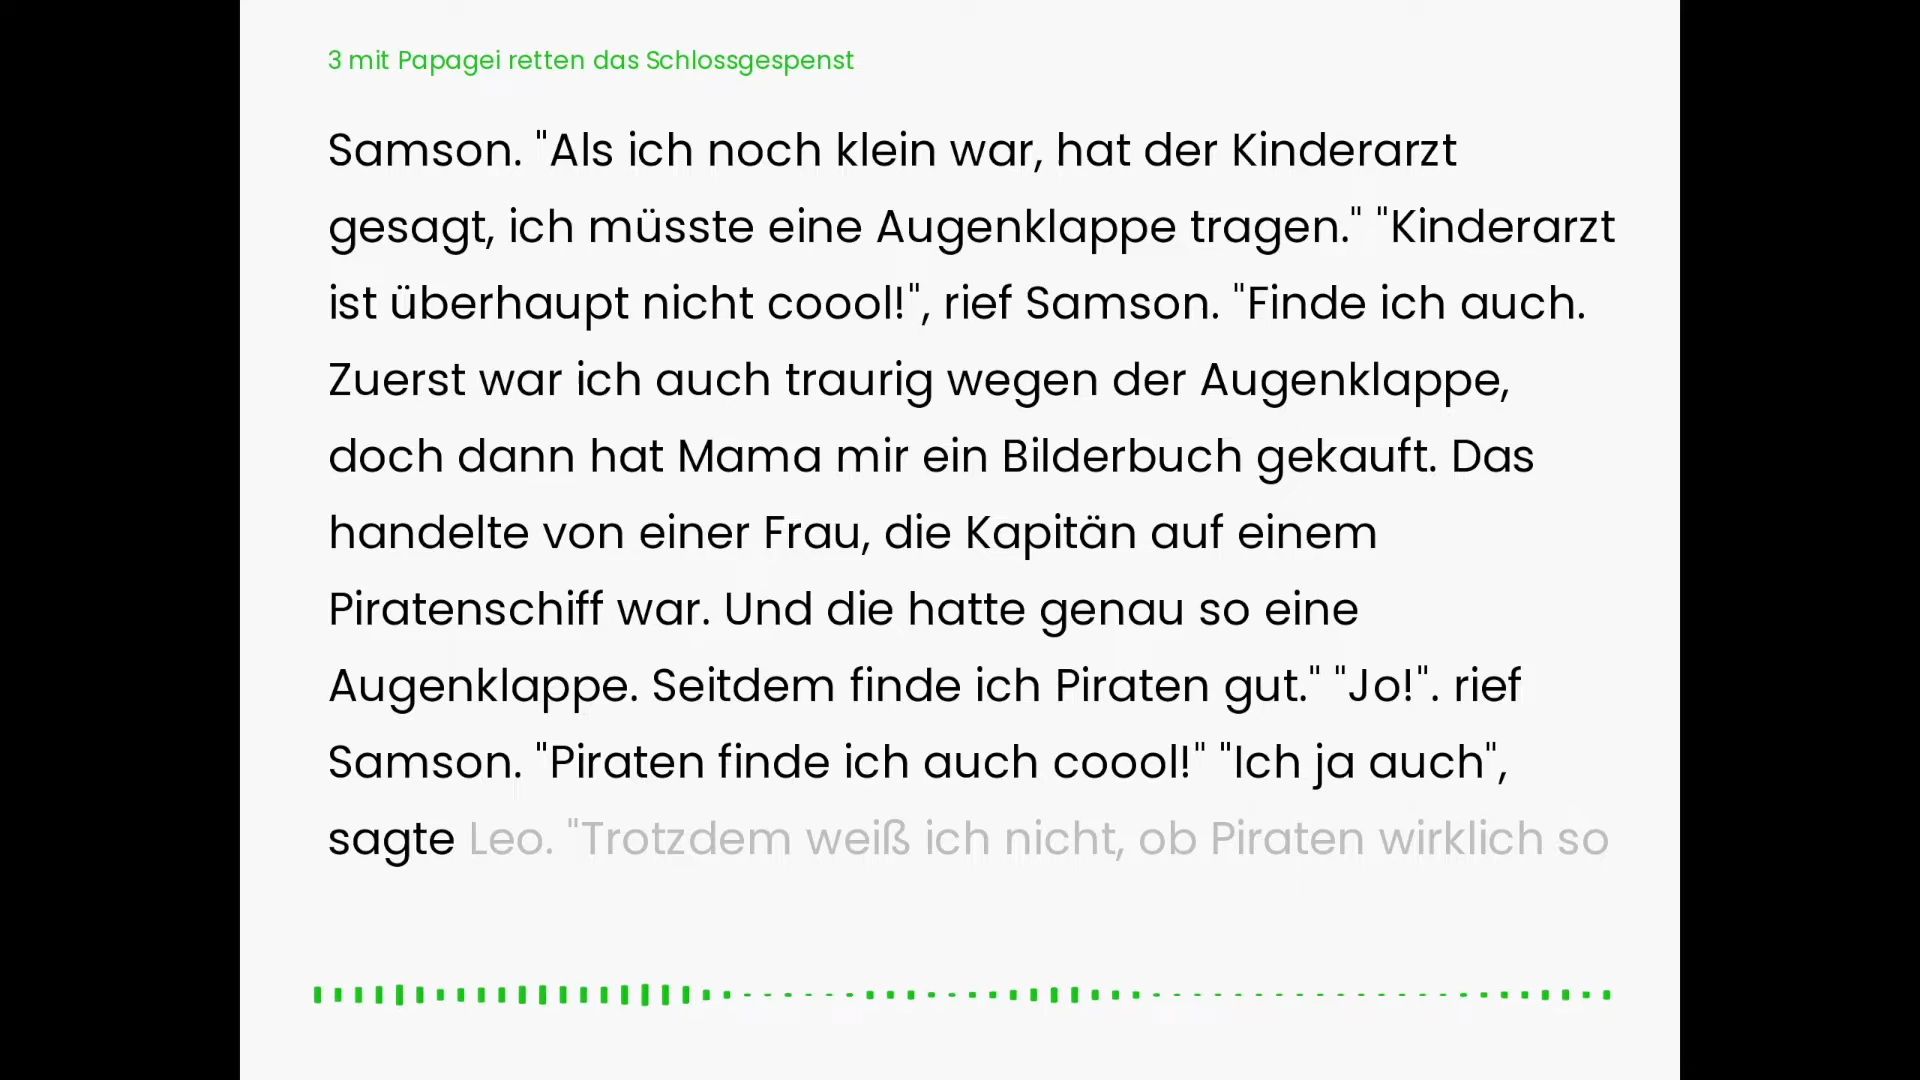 3 mit Papagei retten das Schlossgespenst
Samson. "Als ich noch klein war, hat der Kinderarzt
gesagt, ich müsste eine Augenklappe tragen." "Kinderarzt
ist überhaupt nicht coool!", rief Samson. "Finde ich auch.
Zuerst war ich auch traurig wegen der Augenklappe,
doch dann hat Mama mir ein Bilderbuch gekauft. Das
handelte von einer Frau, die Kapitän auf einem
Piratenschiff war. Und die hatte genau so eine
Augenklappe. Seitdem finde ich Piraten gut." "Jo!". rief
Samson. "Piraten finde ich auch coool!" "Ich ja auch",
sagte Leo. "Trotzdem weiß ich nicht, ob Piraten wirklich so